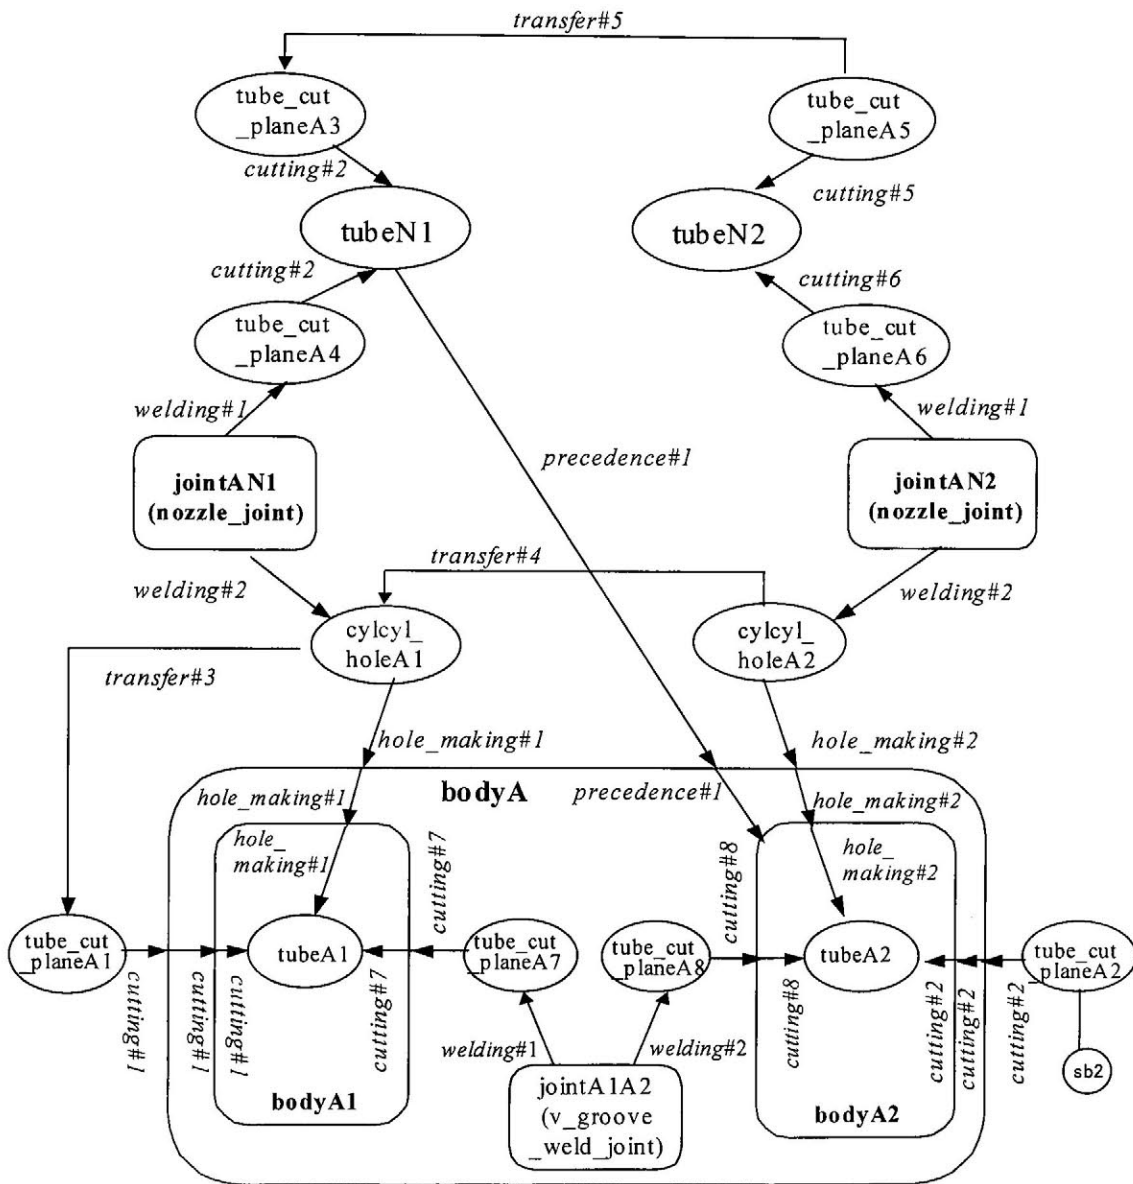 transfer#5
tube_cut
_planeA3
tube_cut
_planeA5
cutting#2
cutting#5
tubeN1
tubeN2
cutting#2
cutting#6
tube_cut
_planeA4
tube_cut
_planeA6
welding#1
welding#1
jointAN1
(nozzle_joint)
precedence#1
jointAN2
(nozzle_joint)
transfer#4
welding#2
welding#2
cylcyl_
holeA1
cylcyl_
holeA2
transfer#3
hole_making#1
hole_making#2
bodyA
hole_making#1
precedence#1
hole_making#2
hole_
making#1
hole_
making#2
cutting#7
cutting#8
tube_cut
_planeA1
tubeA1
tube_cut
_planeA7
tube_cut
_planeA8
tubeA2
tube_cut
_planeA2
cutting#1
cutting#1
cutting#1
cutting#7
cutting#8
cutting#2
cutting#2
cutting#2
welding#1
welding#2
sb2
bodyA1
jointA1A2
(v_groove
_weld_joint)
bodyA2